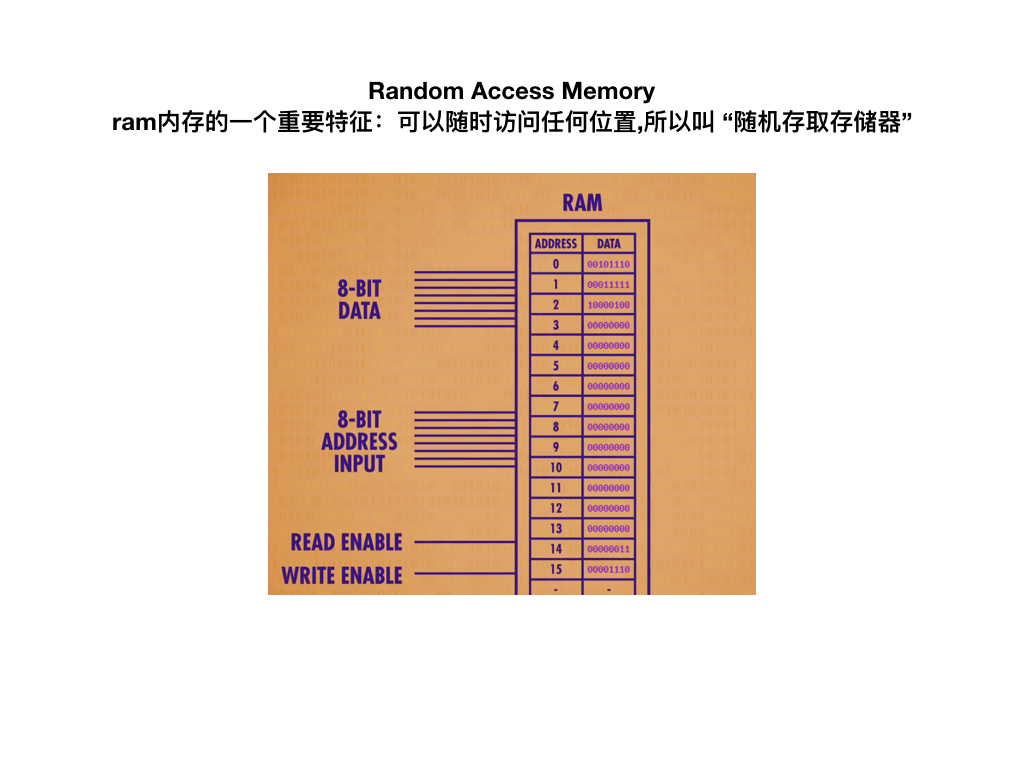 Random Access Memory
ram内存的一个重要特征：可以随时访问任何位置,所以叫 “随机存取存储器”
RAM
ADDRESS DATA
0 00101110
1 00011111
2 10000100
3 00000000
4 00000000
5 00000000
6 00000000
7 00000000
8 00000000
9 00000000
10 00000000
11 00000000
12 00000000
13 00000000
14 00000011
15 00001110
- -
8-BIT
DATA
8-BIT
ADDRESS
INPUT
READ ENABLE
WRITE ENABLE